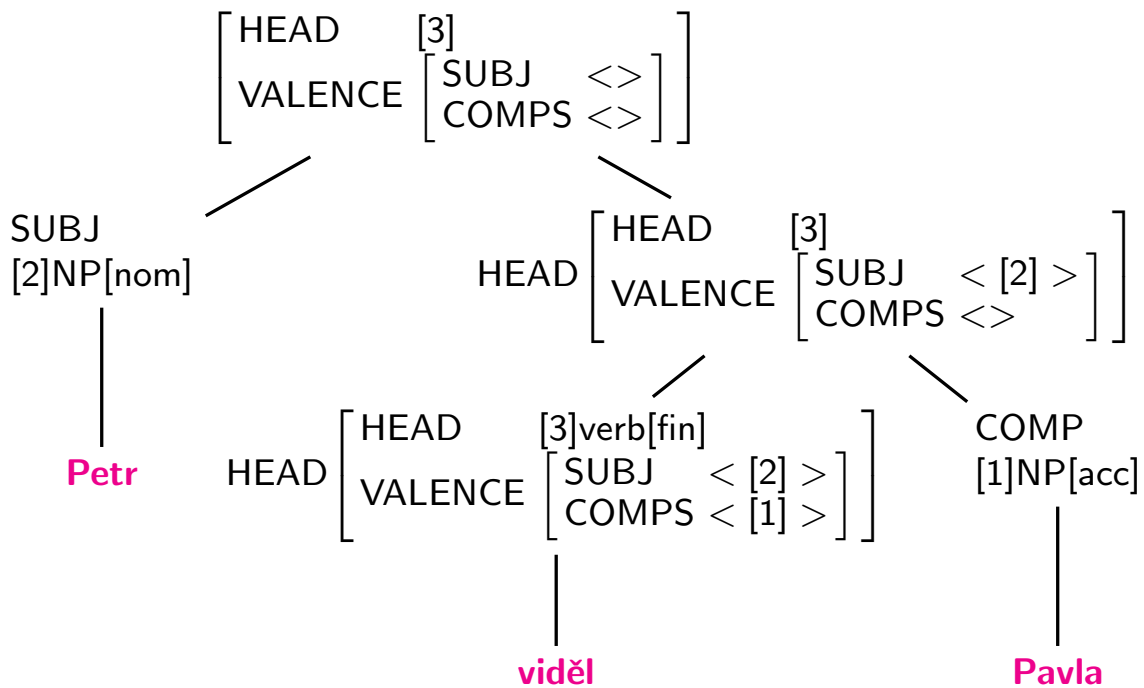 HEAD [3]
VALENCE [SUBJ <>
COMPS <>]
SUBJ
[2]NP[nom]
HEAD [HEAD [3]
VALENCE [SUBJ < [2] >
COMPS <>]]
Petr
HEAD [HEAD [3]verb[fin]
VALENCE [SUBJ < [2] >
COMPS < [1] >]]
COMP
[1]NP[acc]
viděl
Pavla